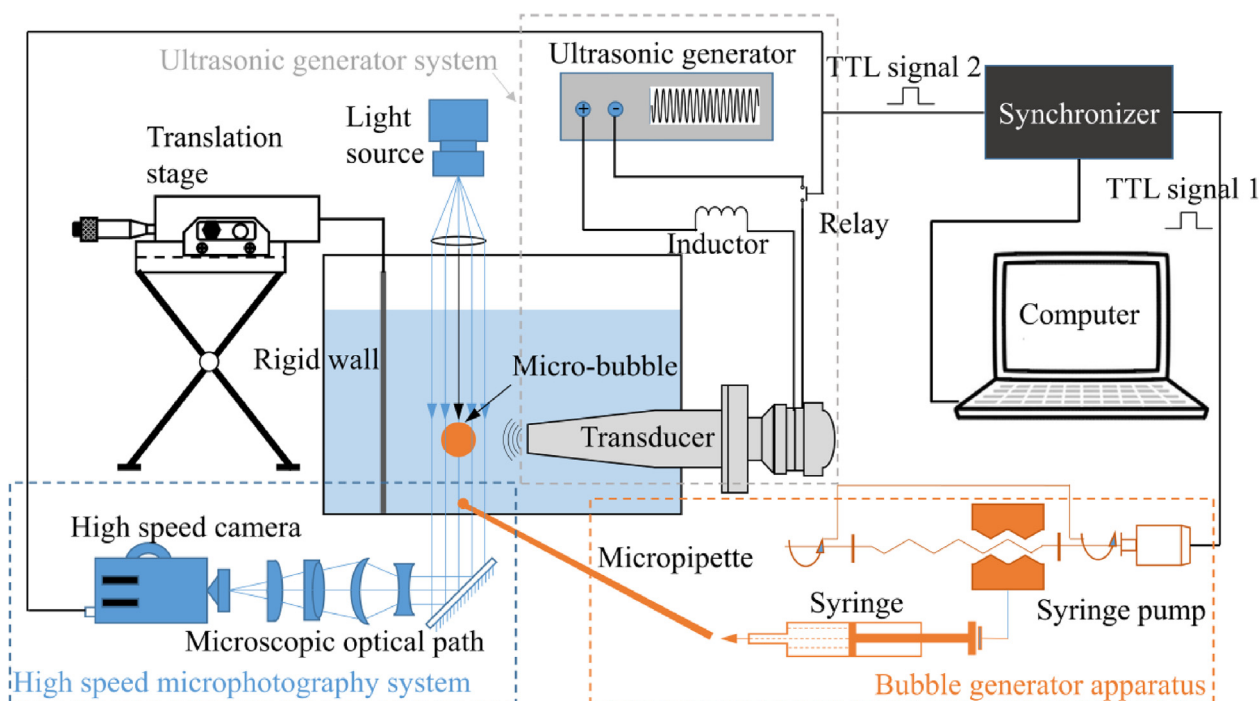 Ultrasonic generator system
Ultrasonic generator
+
-
TTL signal 2
Synchronizer
Light
source
Translation
stage
TTL signal 1
Relay
Inductor
Computer
Rigid wall
Micro-bubble
Transducer
High speed camera
Micropipette
Syringe
Syringe pump
Microscopic optical path
High speed microphotography system
Bubble generator apparatus